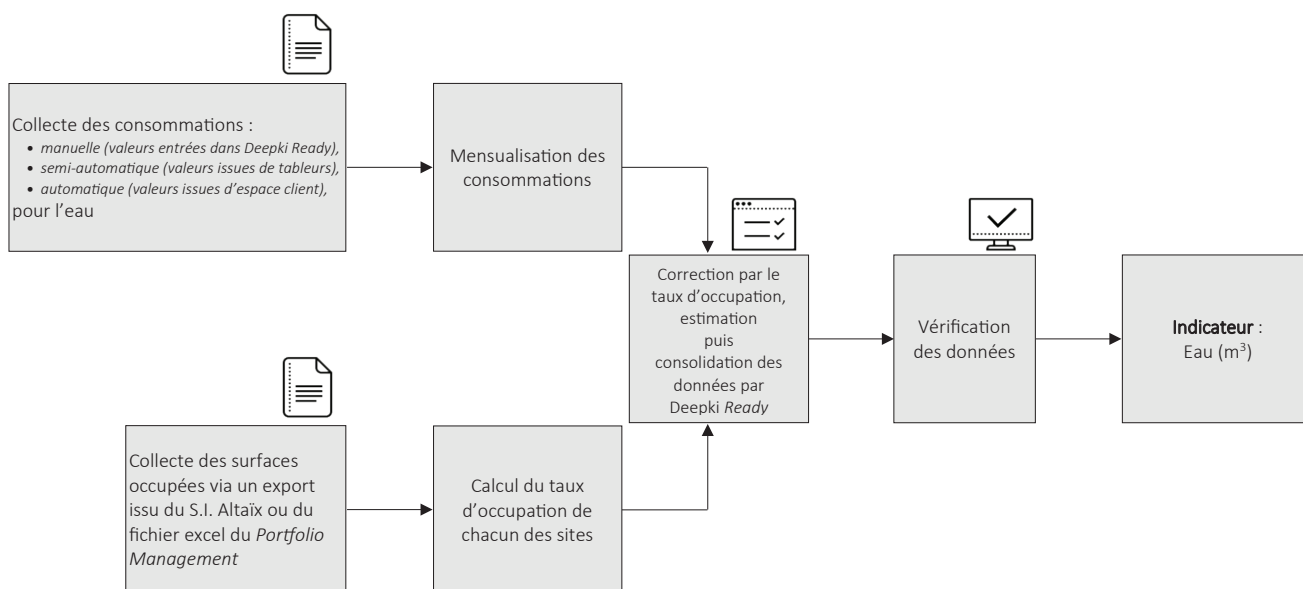 Collecte des consommations :
• manuelle (valeurs entrées dans Deepki Ready),
• semi-automatique (valeurs issues de tableurs),
• automatique (valeurs issues d’espace client),
pour l’eau
Mensualisation des
consommations
Correction par le
taux d’occupation,
estimation
puis
consolidation des
données par
Deepki Ready
Vérification
des données
Indicateur :
Eau (m³)
Collecte des surfaces
occupées via un export
issu du S.I. Altaïx ou du
fichier excel du Portfolio
Management
Calcul du taux
d’occupation de
chacun des sites